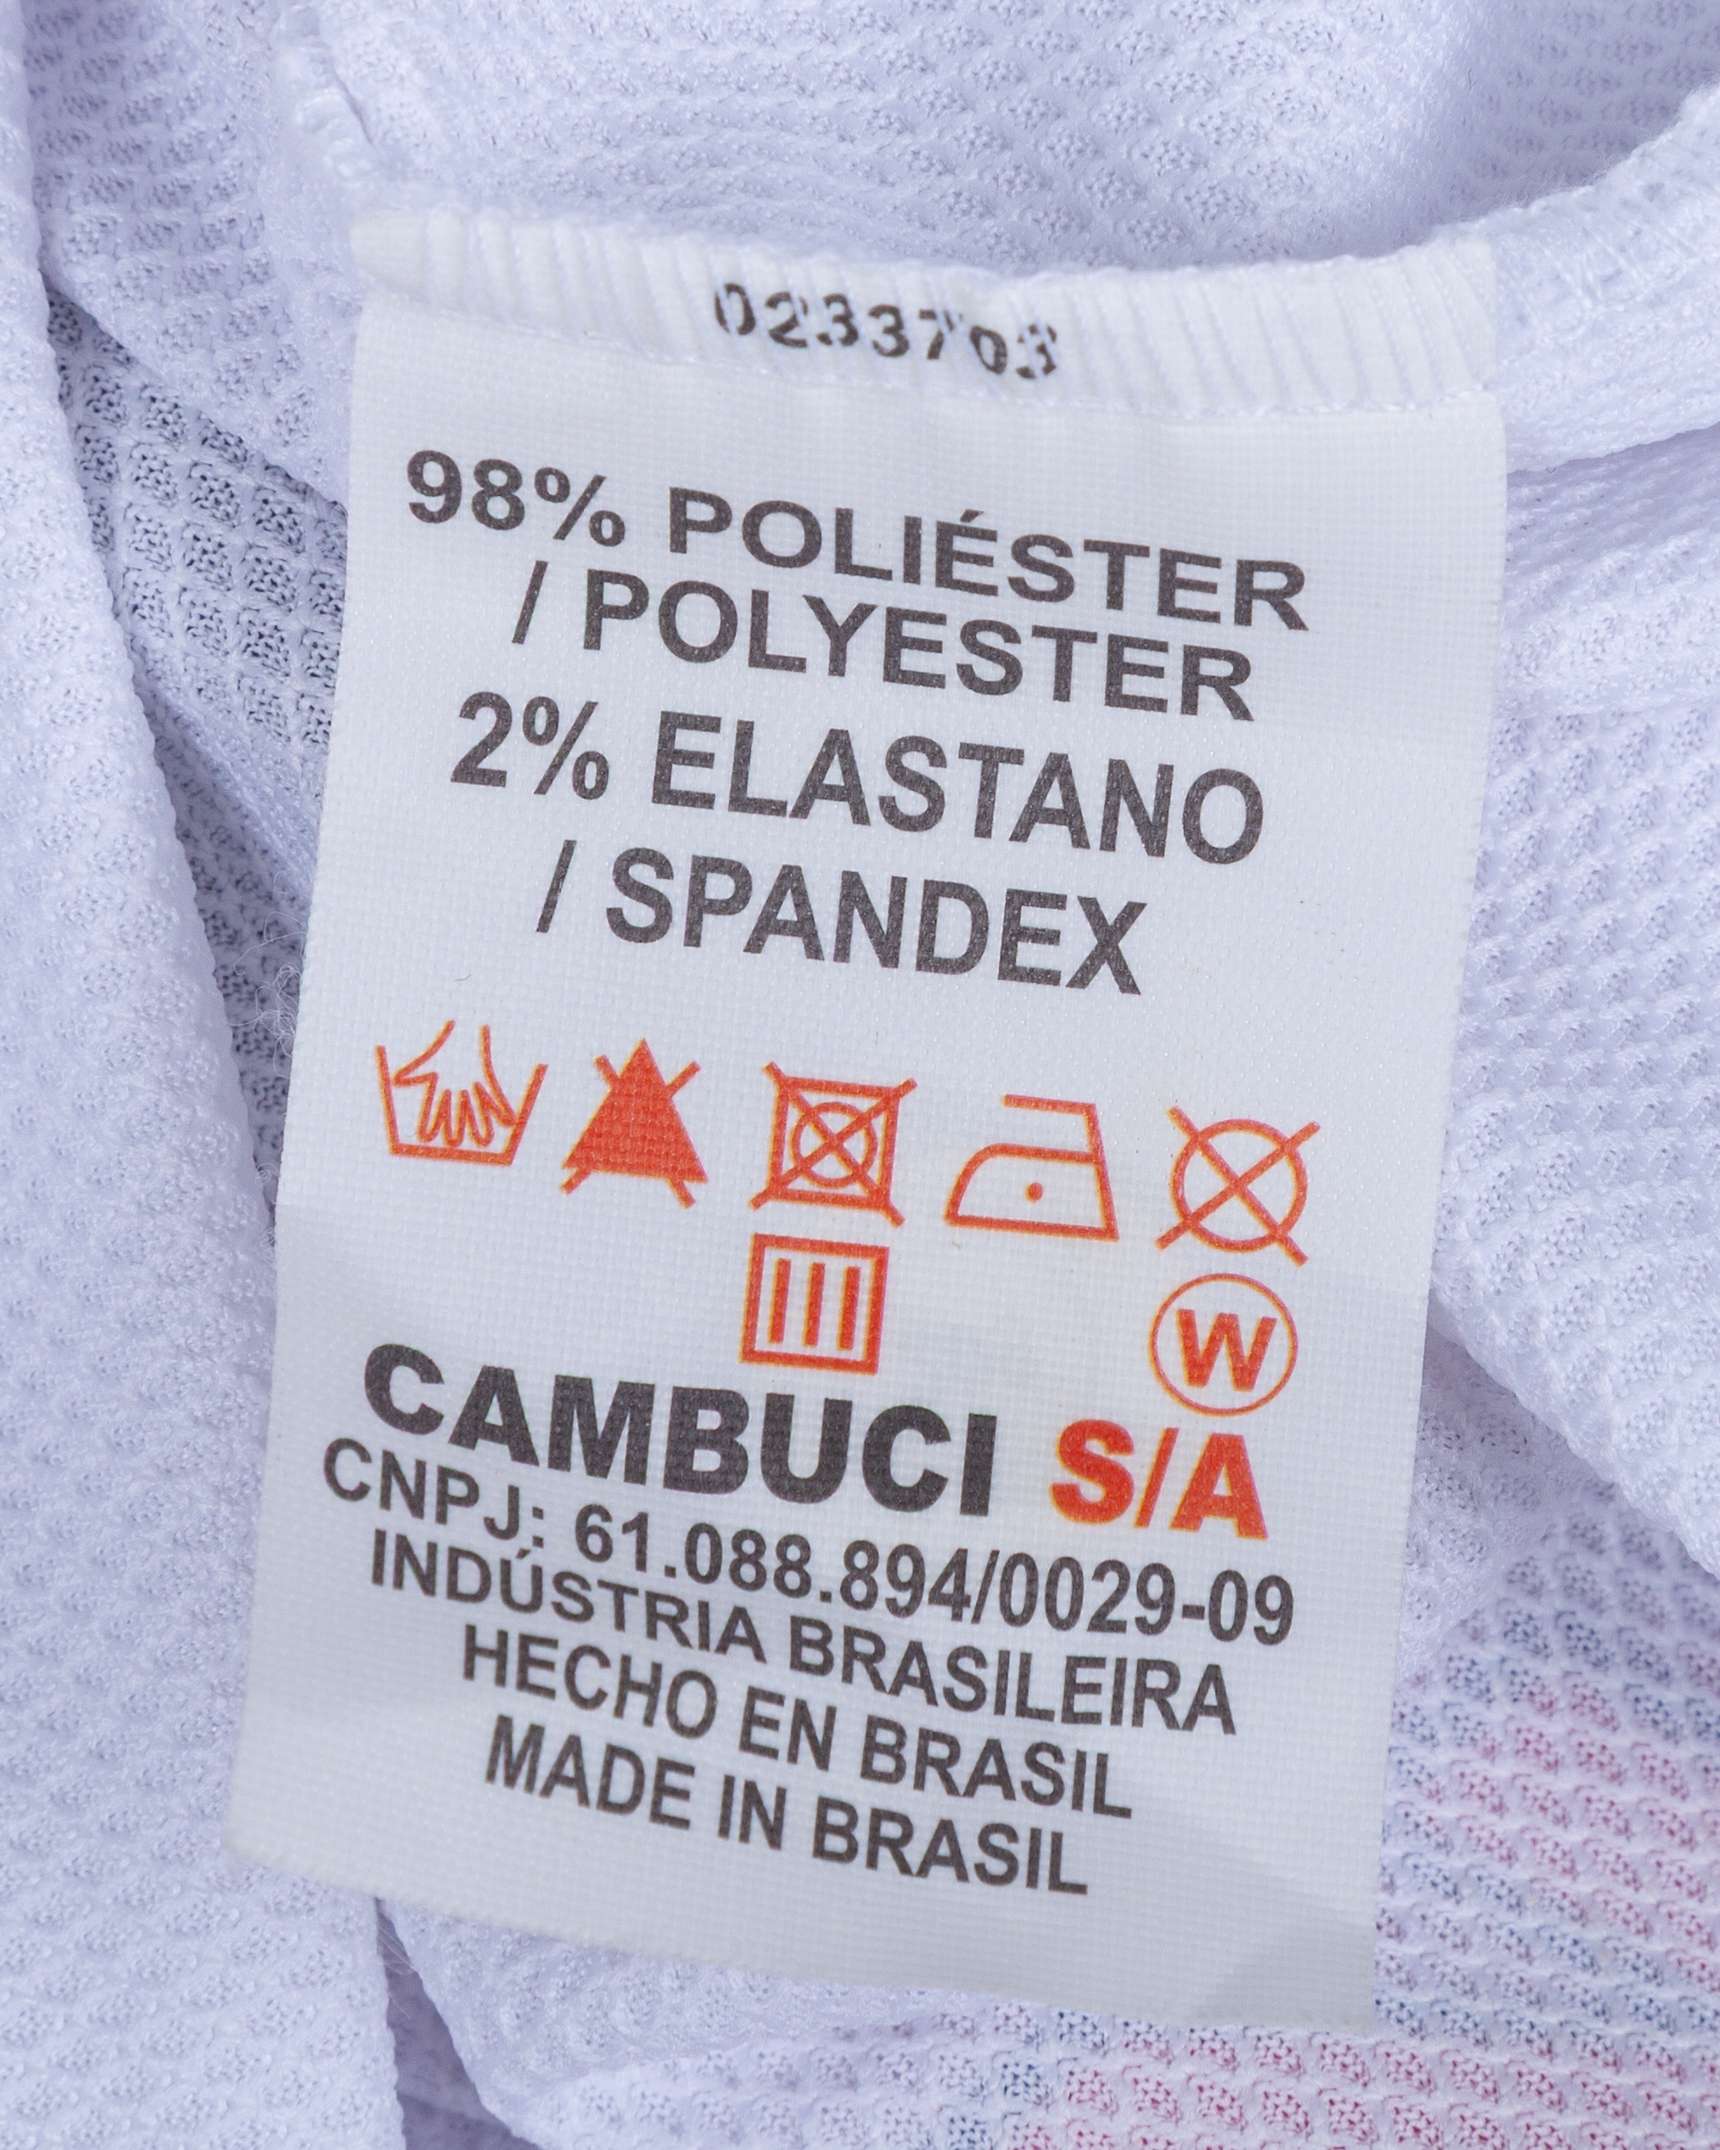 0233703
98% POLIÉSTER
/ POLYESTER
2% ELASTANO
/ SPANDEX
W
CAMBUCI S/A
CNPJ: 61.088.894/0029-09
INDÚSTRIA BRASILEIRA
HECHO EN BRASIL
MADE IN BRASIL